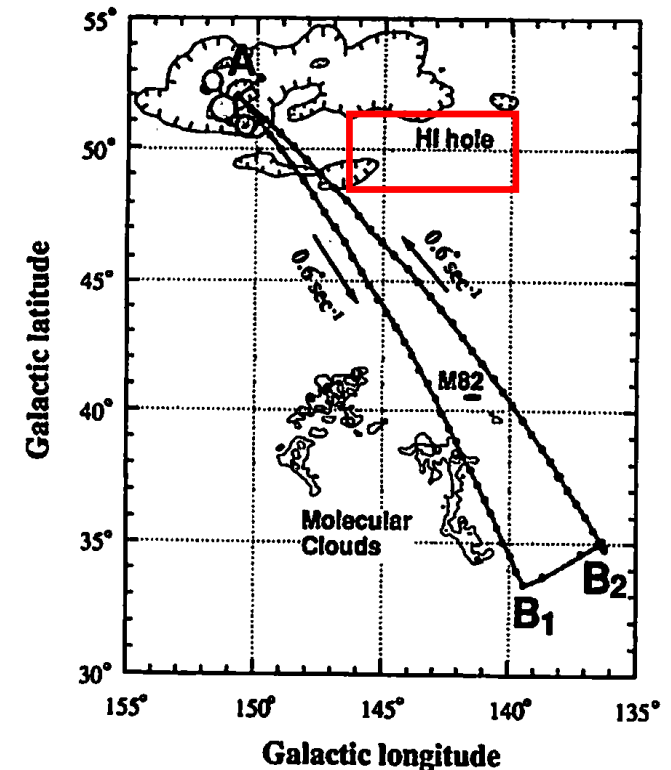 55°
A
HI hole
50°
0.6°sec⁻¹
0.6°sec⁻¹
45°
Galactic latitude
M82
40°
Molecular
Clouds
35°
B2
B1
30°
155°
150°
145°
140°
135°
Galactic longitude